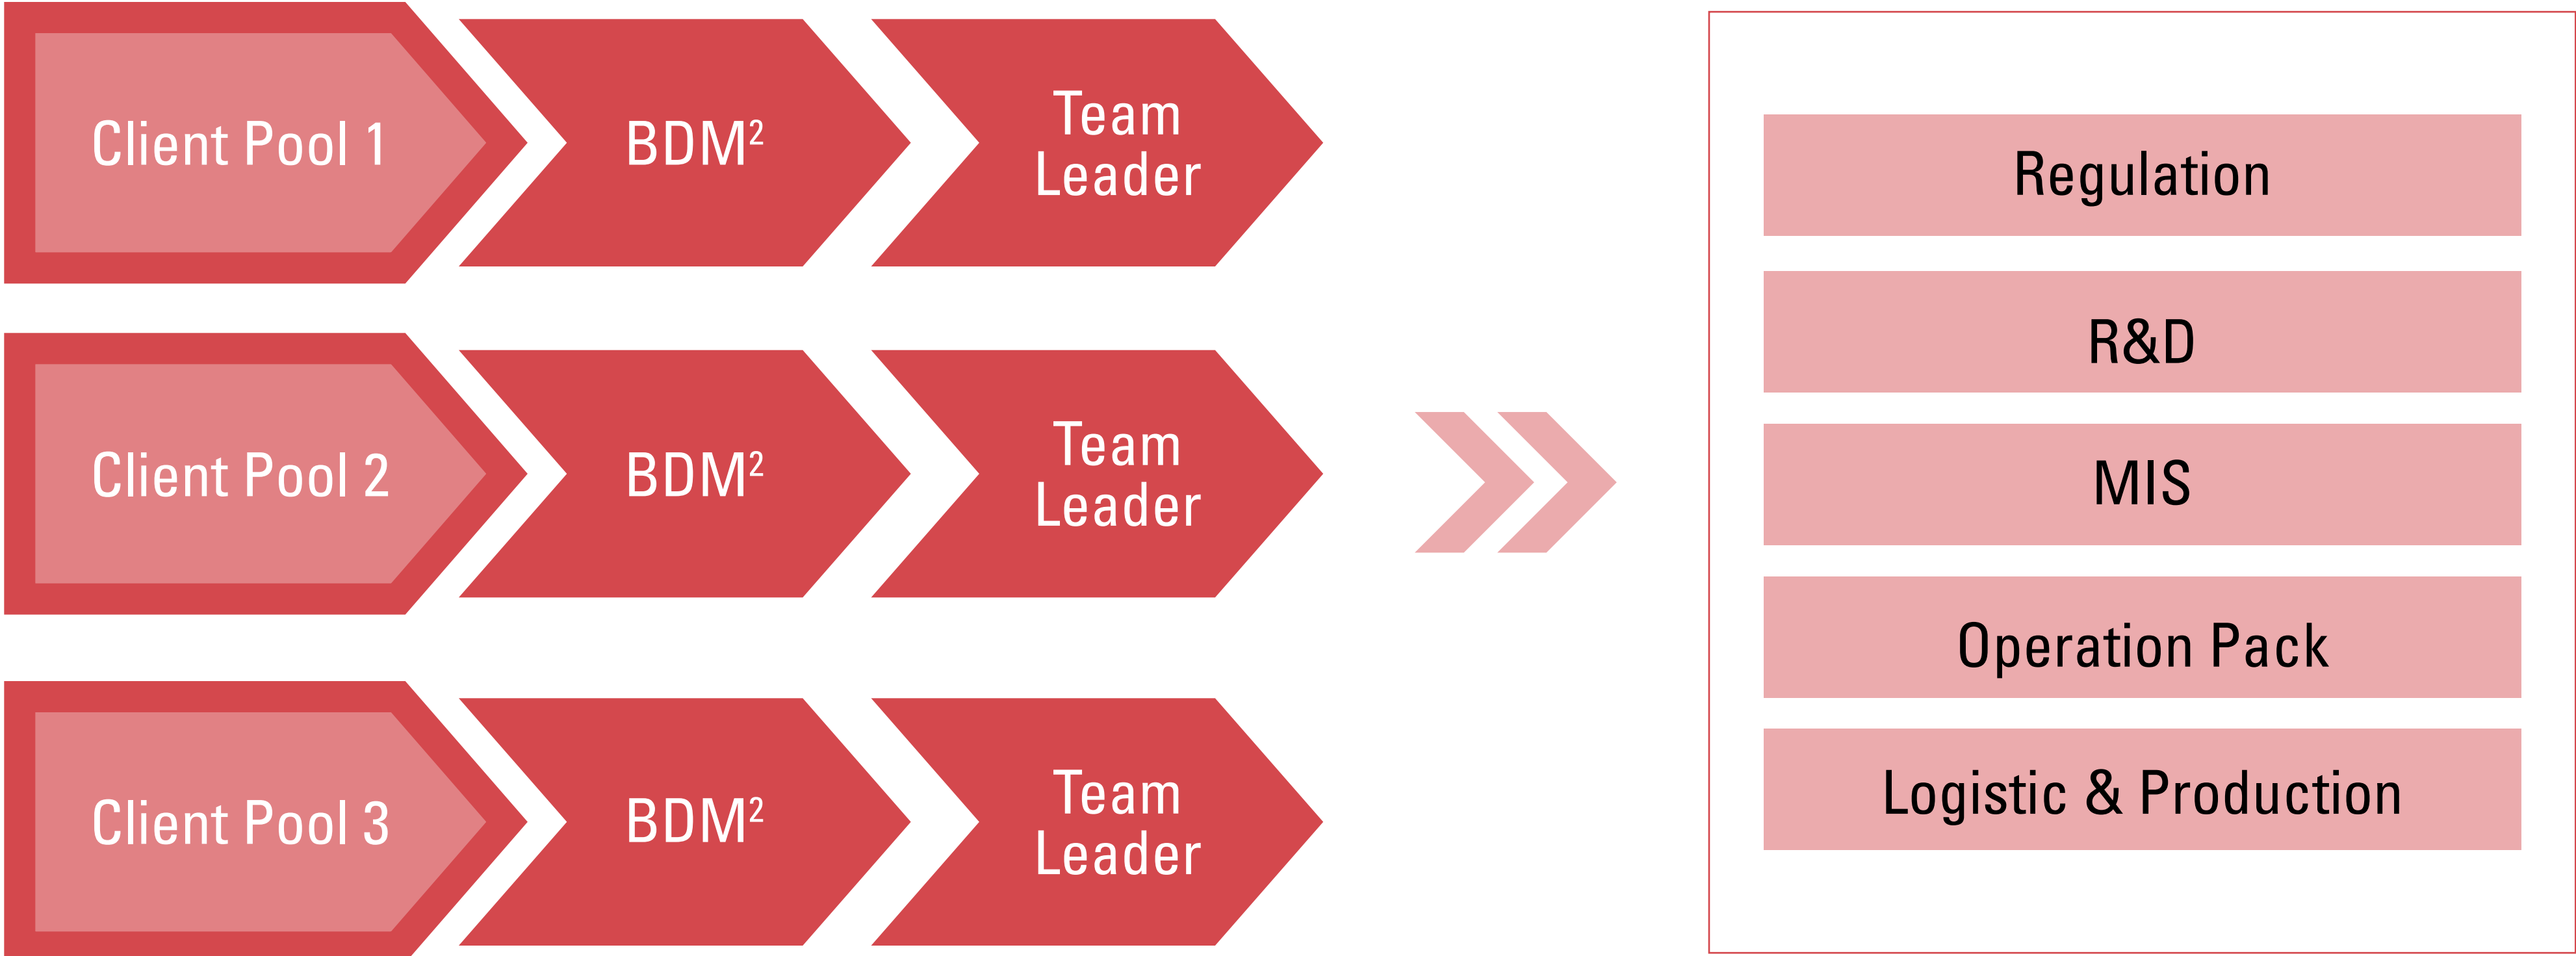 Client Pool 1
BDM²
Team
Leader
Client Pool 2
BDM²
Team
Leader
Client Pool 3
BDM²
Team
Leader
Regulation
R&D
MIS
Operation Pack
Logistic & Production